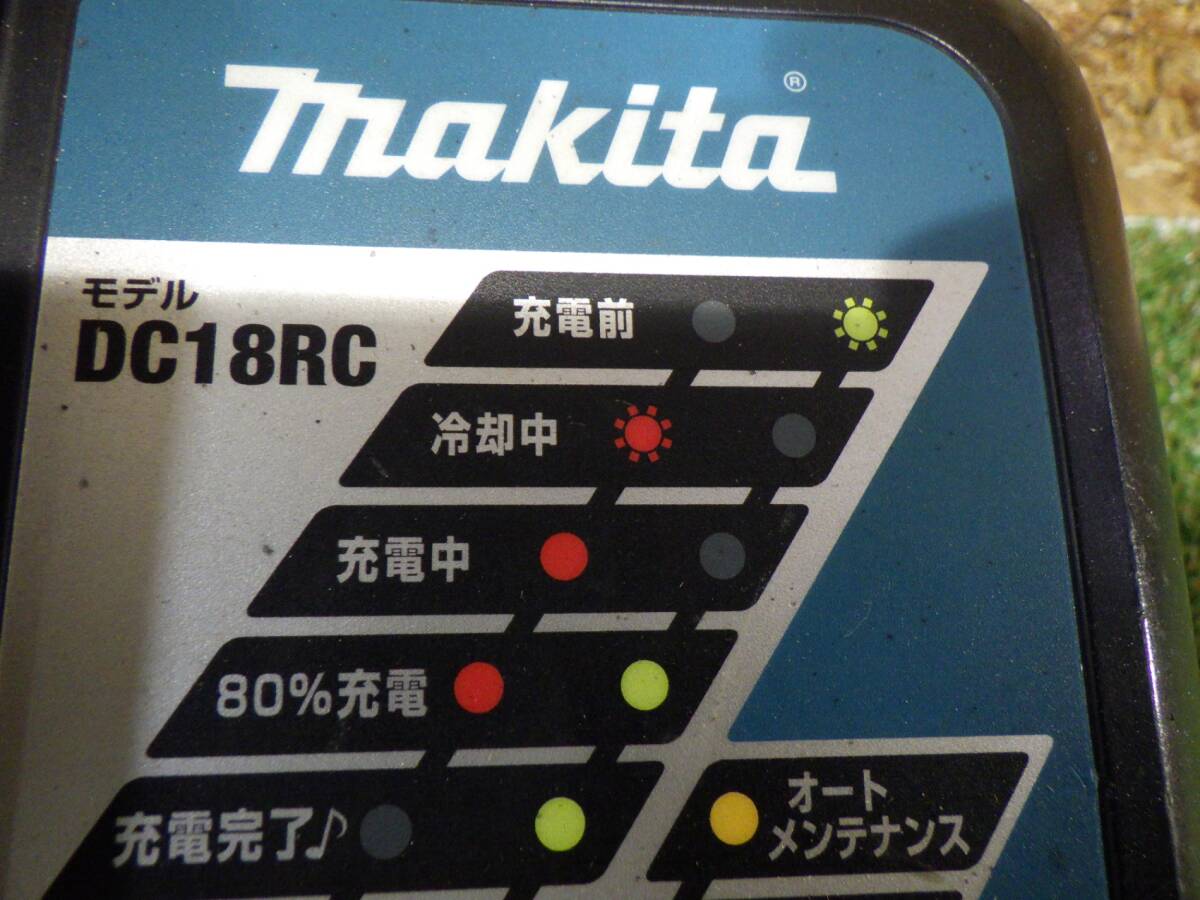 makita®
モデル
DC18RC
充電前
冷却中
充電中
80%充電
充電完了♪
オート
メンテナンス